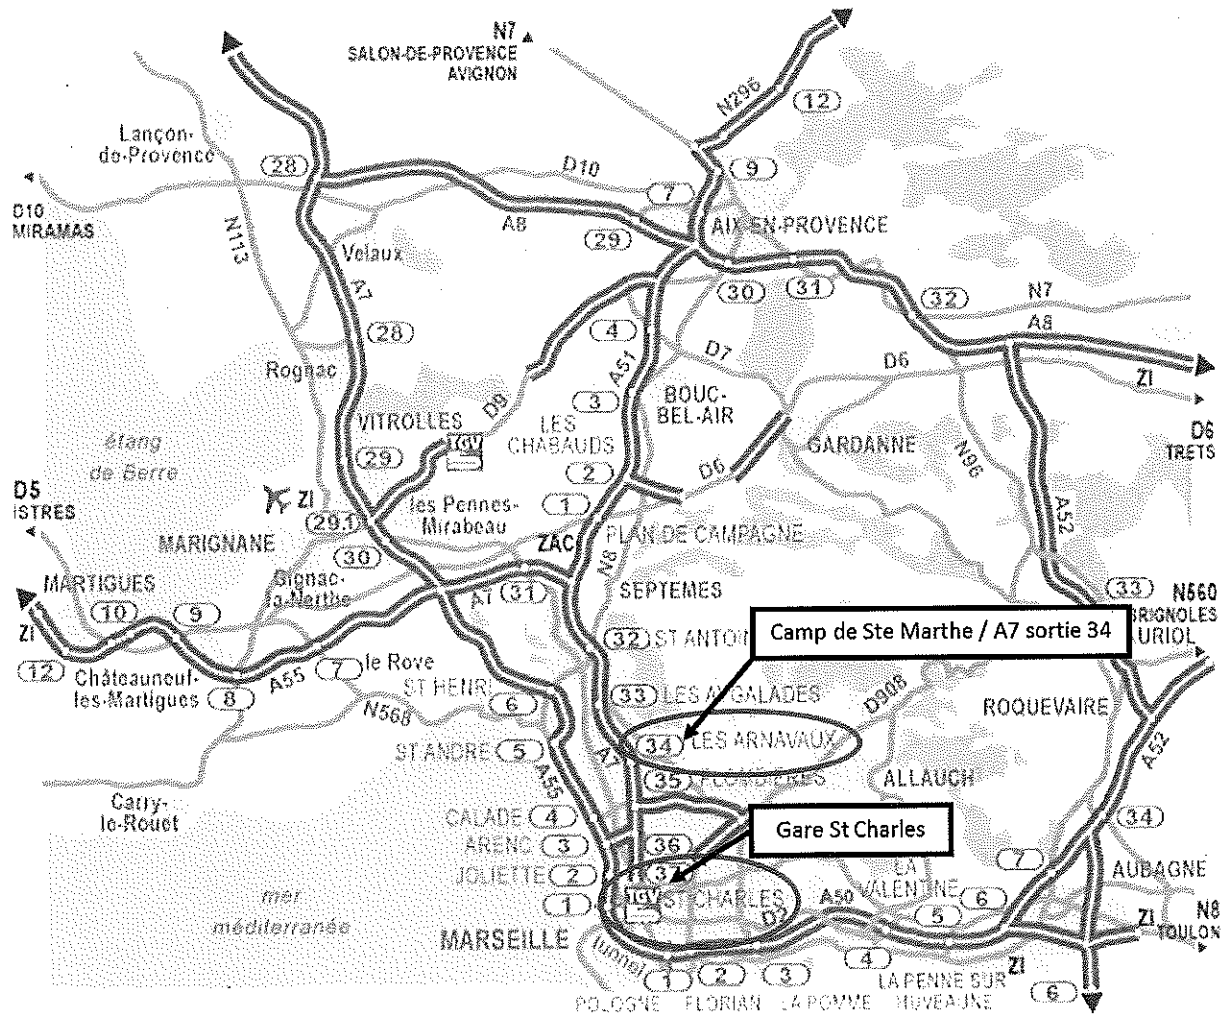 N7
SALON-DE-PROVENCE
AVIGNON
N296
12
Lançon-
de-Provence
28
D10
9
7
D10
MIRAMAS
N113
A8
29
AIX-EN-PROVENCE
Velaux
A7
30
31
32
N7
28
4
A8
D7
D6
ZI
Rognac
A51
3
BOUC-
BEL-AIR
D9
VITROLLES
TGV
LES
CHABAUDS
GARDANNE
D6
TRETS
étang
de Berre
29
2
D6
N96
D5
ISTRES
ZI
29.1
les Pennes-
Mirabeau
1
A52
MARIGNANE
30
ZAC
PLAN DE CAMPAGNE
N8
MARTIGUES
Gignac-
la-Nerthe
A7
31
SEPTEMES
33
N560
BRIGNOLES
AURIOL
10
9
ZI
12
32
Camp de Ste Marthe / A7 sortie 34
Châteauneuf-
les-Martigues
8
A55
7
le Rove
ST HENRI
6
33
LES AYGALADES
D908
ROQUEVAIRE
N568
ST ANDRE
5
A55
A7
34
LES ARNAVAUX
A52
35
PLOMBIERES
ALLAUCH
Carry-
le-Rouet
CALADE
4
Gare St Charles
34
ARENC
3
36
7
JOLIETTE
2
37
LA
VALENTINE
6
AUBAGNE
1
TGV
ST CHARLES
A50
5
mer
méditerranée
MARSEILLE
ZI
N8
TOULON
tunnel
1
2
3
4
LA PENNE SUR
HUVEAUNE
ZI
6
POLOGNE
FLORIAN
LA POMME